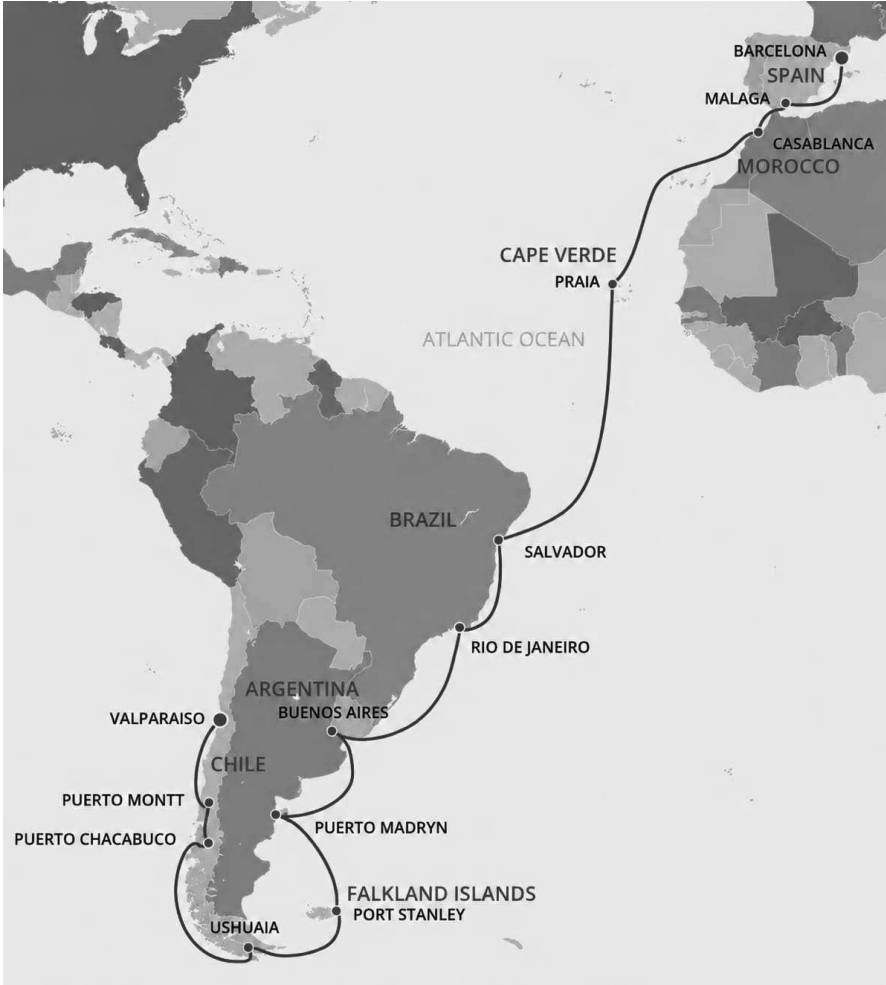 BARCELONA
SPAIN
MALAGA
CASABLANCA
MOROCCO
CAPE VERDE
PRAIA
ATLANTIC OCEAN
BRAZIL
SALVADOR
RIO DE JANEIRO
ARGENTINA
BUENOS AIRES
VALPARAISO
CHILE
PUERTO MONTT
PUERTO MADRYN
PUERTO CHACABUCO
FALKLAND ISLANDS
PORT STANLEY
USHUAIA